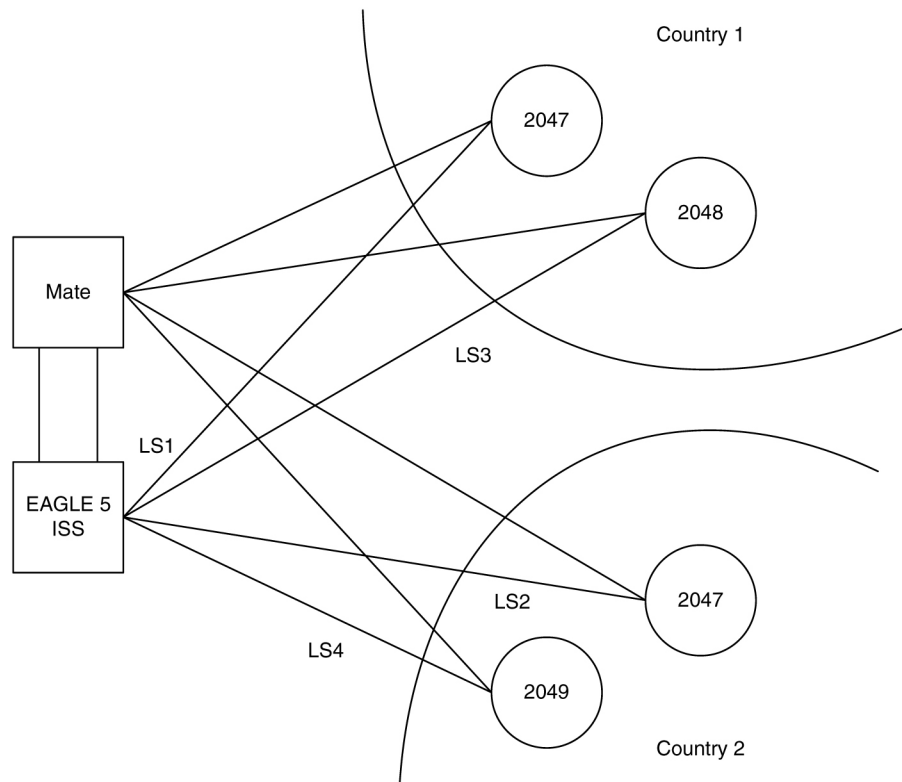 Country 1
2047
2048
Mate
LS3
LS1
EAGLE 5
ISS
LS2
2047
LS4
2049
Country 2